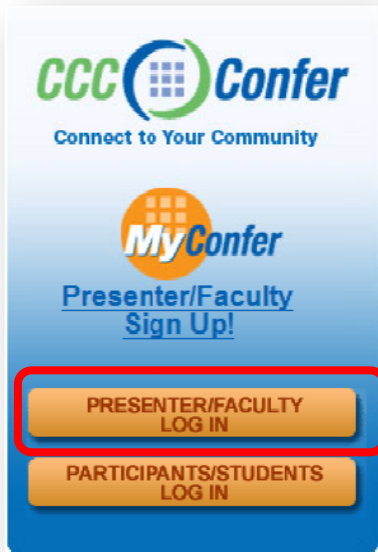 CCC Confer
Connect to Your Community
MyConfer
Presenter/Faculty
Sign Up!
PRESENTER/FACULTY
LOG IN
PARTICIPANTS/STUDENTS
LOG IN